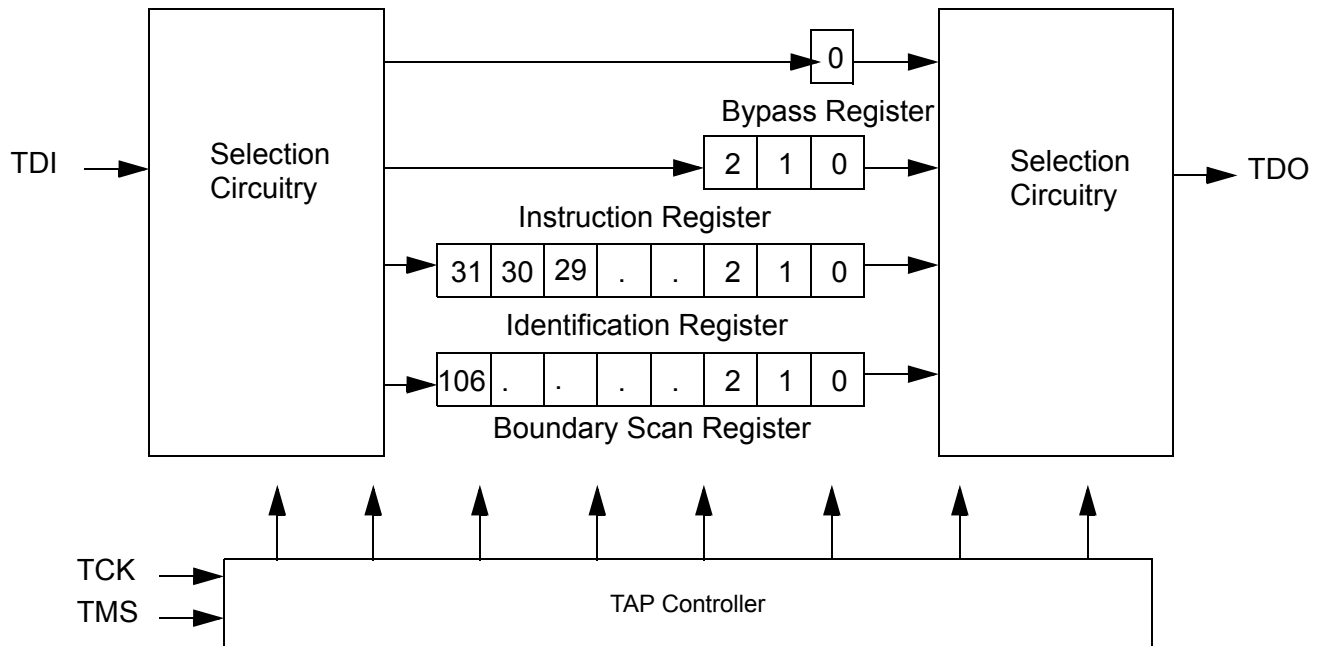 0
Bypass Register
TDI
Selection
Circuitry
2 1 0
Selection
Circuitry
TDO
Instruction Register
31 30 29 . . 2 1 0
Identification Register
106 . . . . 2 1 0
Boundary Scan Register
TCK
TMS
TAP Controller